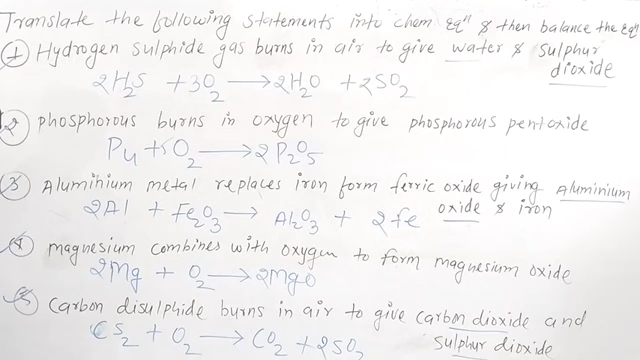 Translate the following statements into chem Eqⁿ & then balance the Eqⁿ
1 Hydrogen sulphide gas burns in air to give water & sulphur
dioxide
2H₂S + 3O₂ → 2H₂O + 2SO₂
2 phosphorous burns in oxygen to give phosphorous pentoxide
P4 + 5O₂ → 2P₂O₅
3 Aluminium metal replaces iron form ferric oxide giving Aluminium
oxide & iron
2Al + Fe₂O₃ → Al₂O₃ + 2Fe
4 magnesium combines with oxygen to form magnesium oxide
2Mg + O₂ → 2MgO
5 Carbon disulphide burns in air to give carbon dioxide and
sulphur dioxide
CS₂ + O₂ → CO₂ + 2SO₂